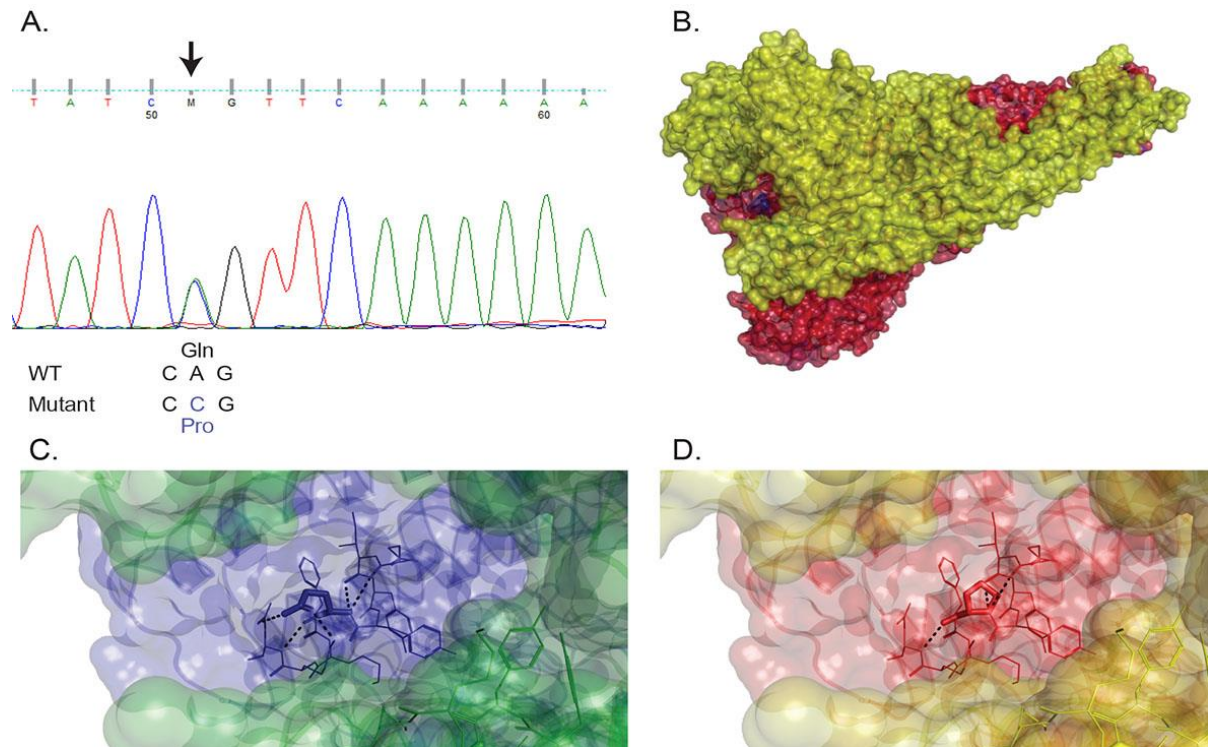 A.
T A T C M G T T C A A A A A A
50 60
Gln
WT C A G
Mutant C C G
Pro
B.
C.
D.